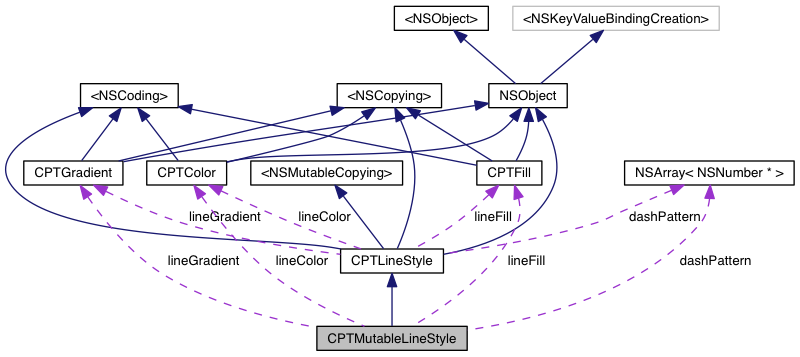 <NSObject>
<NSKeyValueBindingCreation>
<NSCoding>
<NSCopying>
NSObject
CPTGradient
CPTColor
<NSMutableCopying>
CPTFill
NSArray< NSNumber * >
lineGradient
lineColor
lineFill
dashPattern
CPTLineStyle
lineGradient
lineColor
lineFill
dashPattern
CPTMutableLineStyle